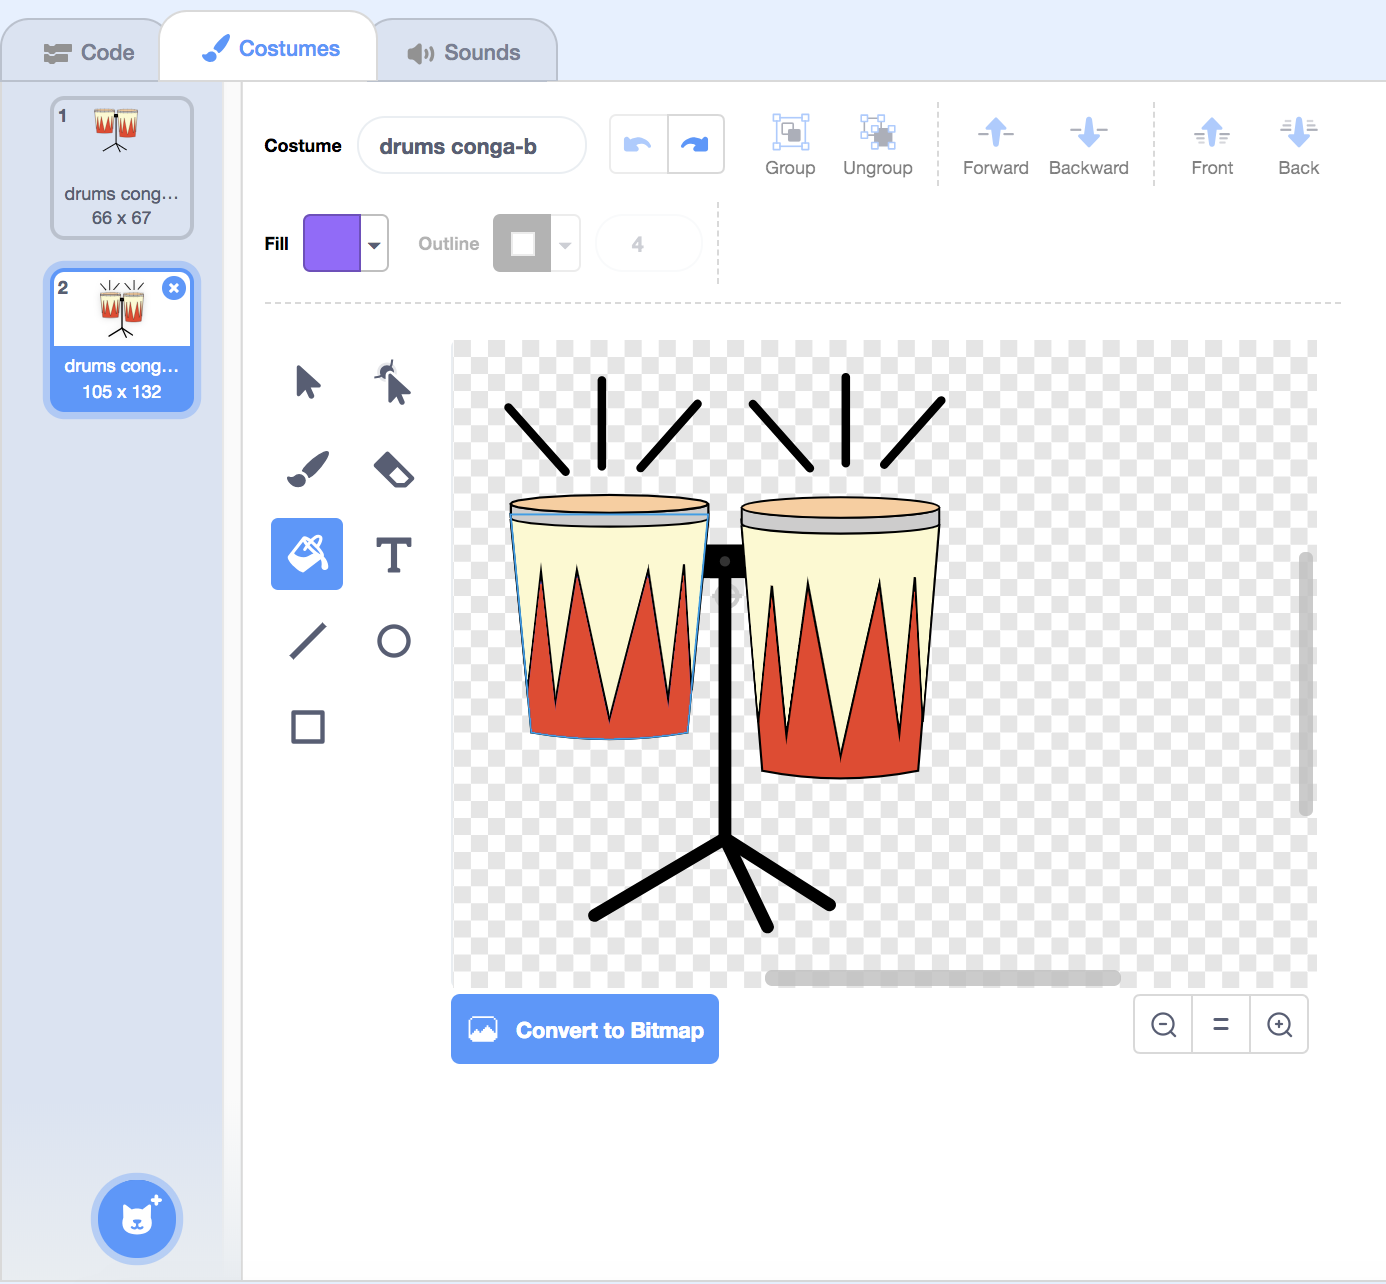 Code
Costumes
Sounds
1
drums cong...
66 x 67
2
drums cong...
105 x 132
Costume
drums conga-b
Group
Ungroup
Forward
Backward
Front
Back
Fill
Outline
4
T
Convert to Bitmap
=